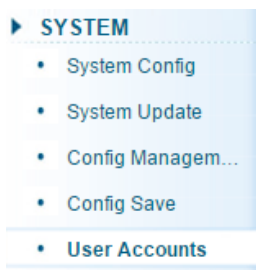 SYSTEM
System Config
System Update
Config Managem...
Config Save
User Accounts